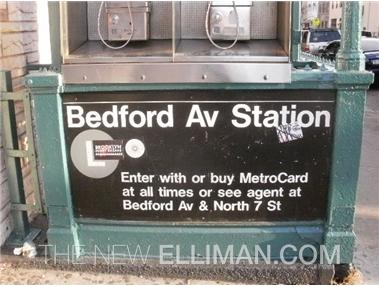 Bedford Av Station
L
BROOKLYN
Enter with or buy MetroCard
at all times or see agent at
Bedford Av & North 7 St
THE NEW ELLIMAN.COM